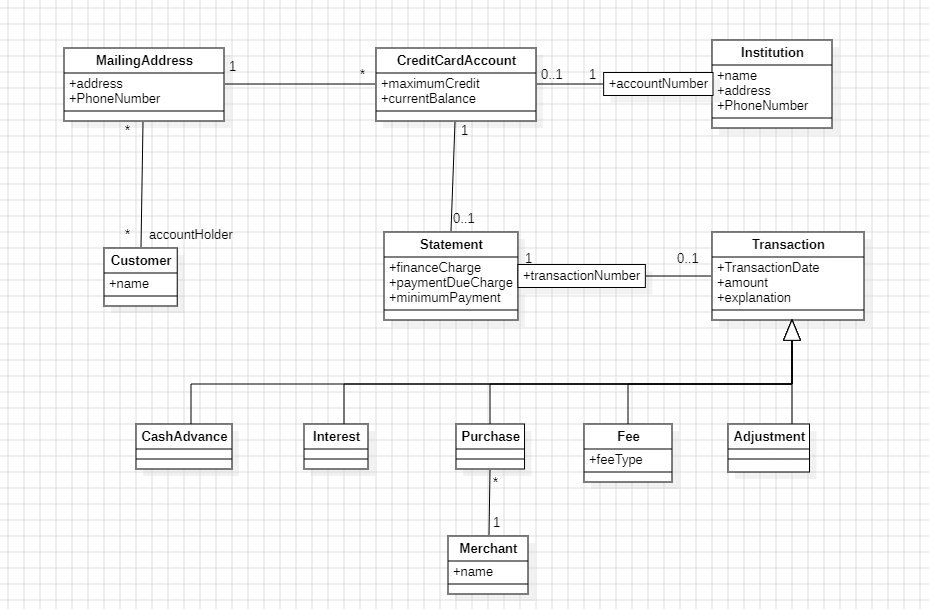 MailingAddress
+address
+PhoneNumber
1
*
CreditCardAccount
+maximumCredit
+currentBalance
0..1
1
+accountNumber
Institution
+name
+address
+PhoneNumber
*
*
accountHolder
Customer
+name
1
0..1
Statement
+financeCharge
+paymentDueCharge
+minimumPayment
1
+transactionNumber
0..1
Transaction
+TransactionDate
+amount
+explanation
CashAdvance
Interest
Purchase
Fee
+feeType
Adjustment
*
1
Merchant
+name